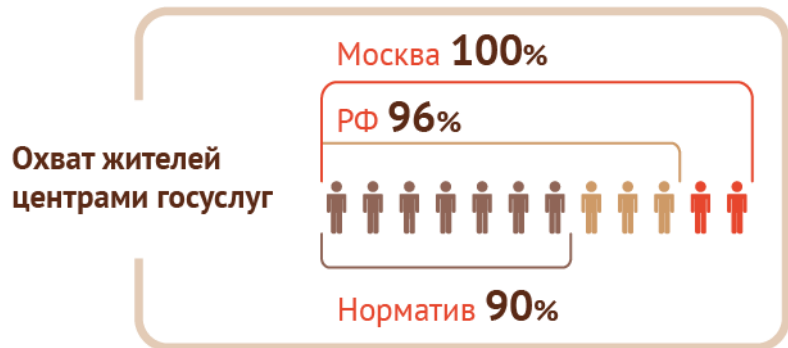 Москва 100%
РФ 96%
Охват жителей
центрами госуслуг
Норматив 90%